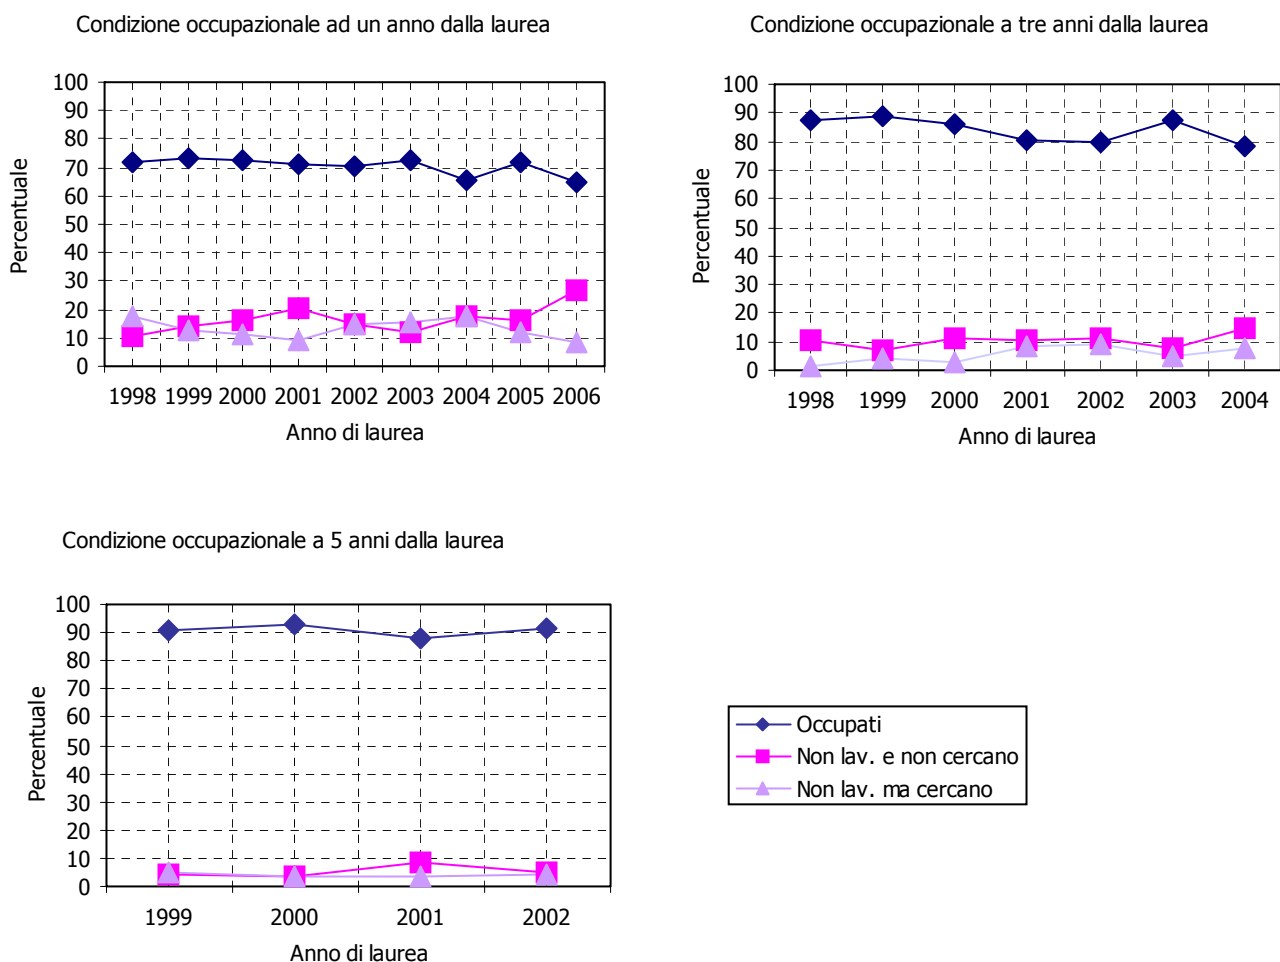 Condizione occupazionale ad un anno dalla laurea
100
90
80
70
60
50
40
30
20
10
0
Percentuale
1998 1999 2000 2001 2002 2003 2004 2005 2006
Anno di laurea
Condizione occupazionale a tre anni dalla laurea
100
90
80
70
60
50
40
30
20
10
0
Percentuale
1998 1999 2000 2001 2002 2003 2004
Anno di laurea
Condizione occupazionale a 5 anni dalla laurea
100
90
80
70
60
50
40
30
20
10
0
Percentuale
1999 2000 2001 2002
Anno di laurea
Occupati
Non lav. e non cercano
Non lav. ma cercano